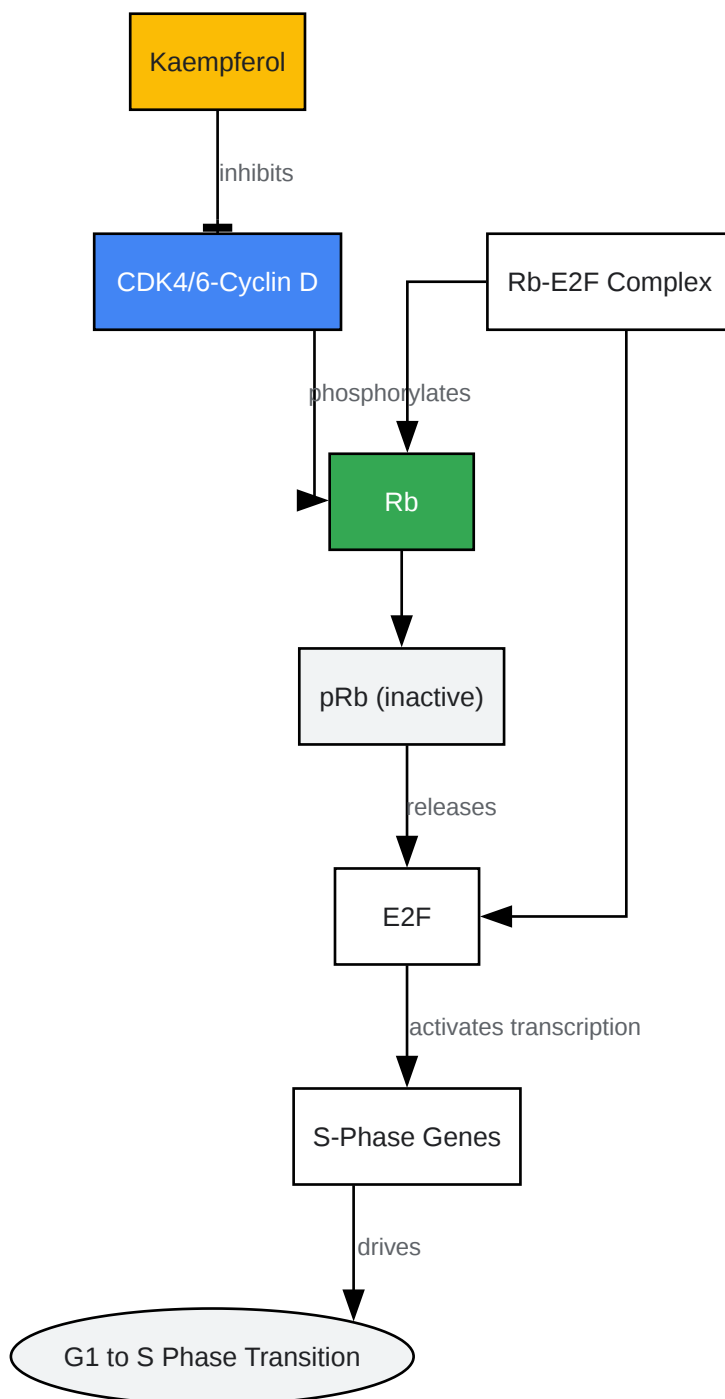 Kaempferol
inhibits
CDK4/6-Cyclin D
Rb-E2F Complex
phosphorylates
Rb
pRb (inactive)
releases
E2F
activates transcription
S-Phase Genes
drives
G1 to S Phase Transition